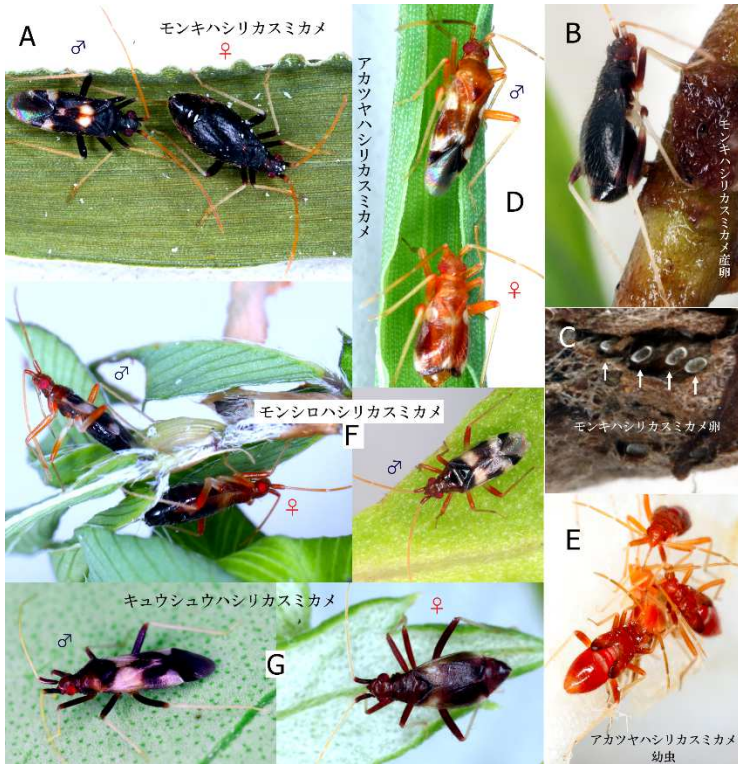 A
モンキハシリカスミカメ
♂
♀
アカツヤハシリカスミカメ
♂
D
♀
B
モンキハシリカスミカメ産卵
C
モンキハシリカスミカメ卵
♂
モンシロハシリカスミカメ
F
♀
♂
E
アカツヤハシリカスミカメ
幼虫
キュウシュウハシリカスミカメ
♂
G
♀